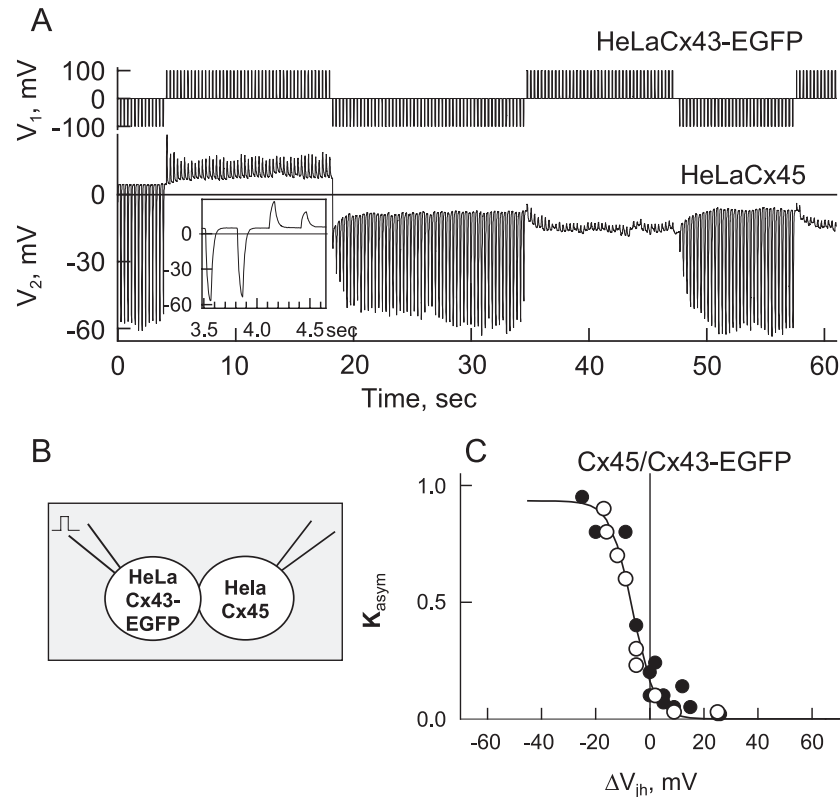 A
HeLaCx43-EGFP
100
0
-100
V1, mV
HeLaCx45
0
-30
-60
V2, mV
0
-30
-60
3.5 4.0 4.5 sec
0 10 20 30 40 50 60
Time, sec
B
HeLa
Cx43-
EGFP
Hela
Cx45
C
Cx45/Cx43-EGFP
1.0
0.5
0.0
Kasym
-60 -40 -20 0 20 40 60
ΔVjh, mV